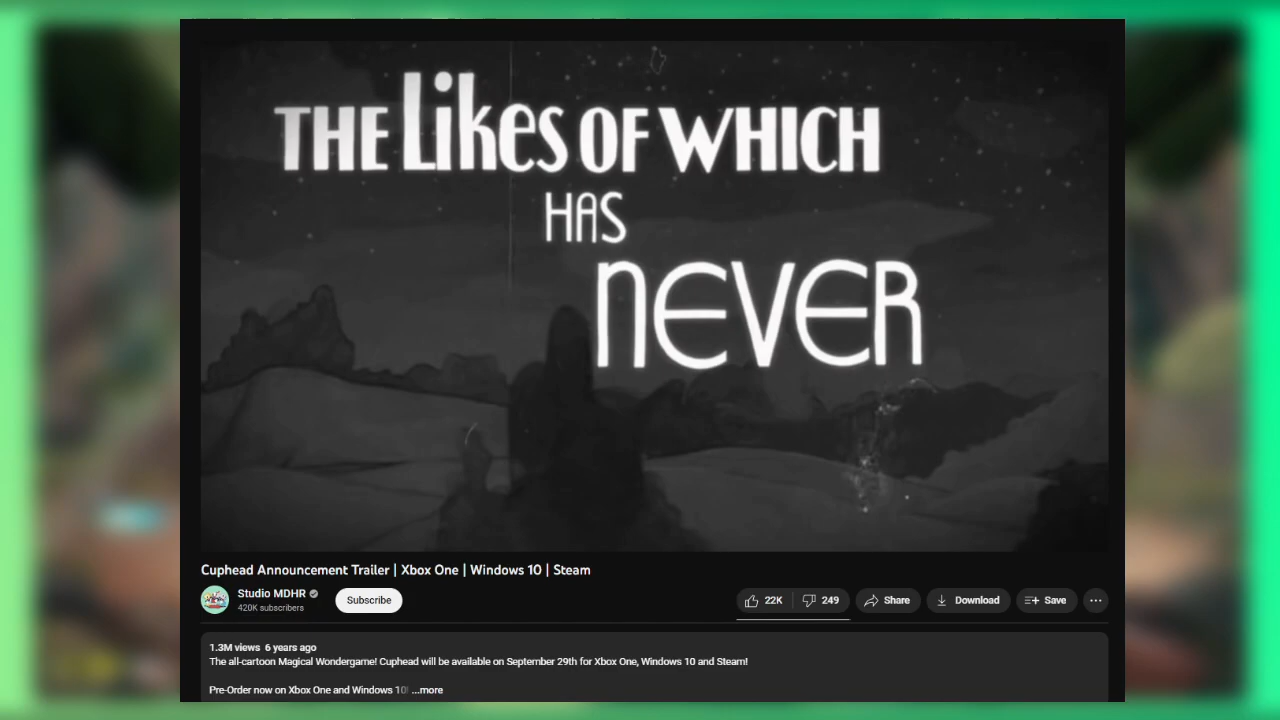 THE Likes OF WHICH
HAS
NEVER
Cuphead Announcement Trailer | Xbox One | Windows 10 | Steam
Studio MDHR
420K subscribers
Subscribe
22K
249
Share
Download
Save
1.3M views 6 years ago
The all-cartoon Magical Wondergame! Cuphead will be available on September 29th for Xbox One, Windows 10 and Steam!
Pre-Order now on Xbox One and Windows 10! ...more